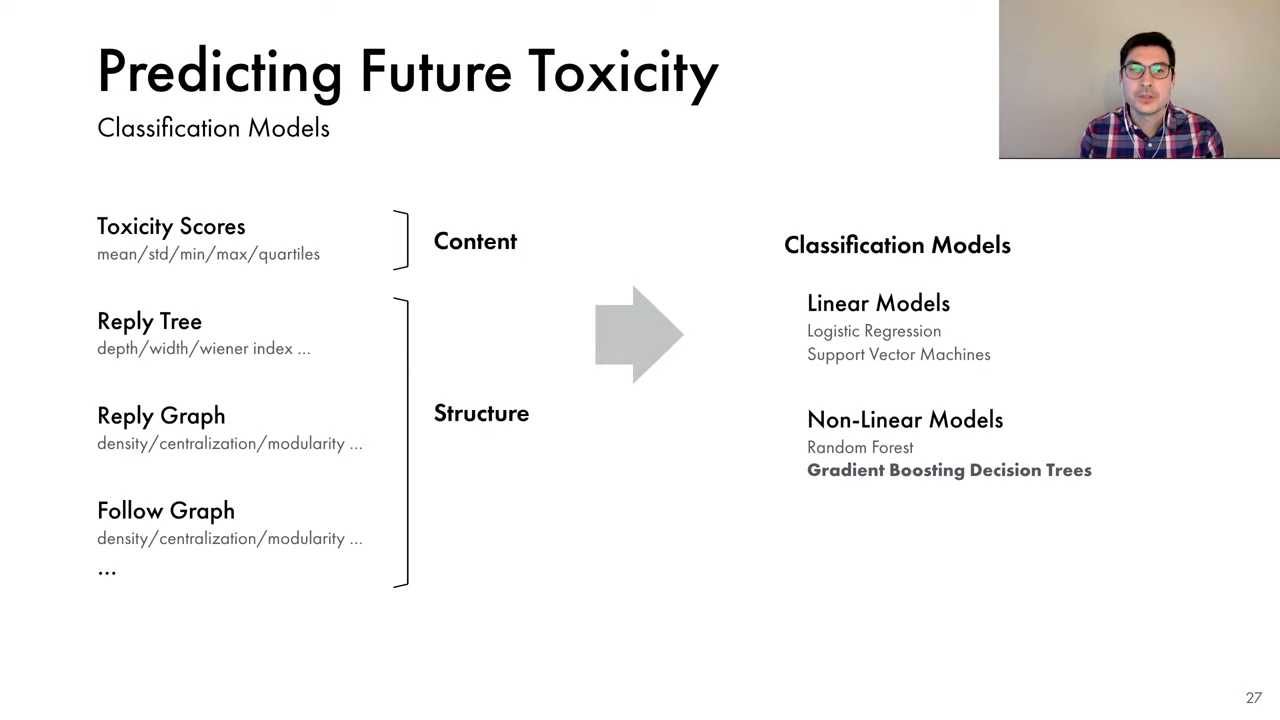 Predicting Future Toxicity
Classification Models
Toxicity Scores
mean/std/min/max/quartiles
Content
Reply Tree
depth/width/wiener index ...
Reply Graph
density/centralization/modularity ...
Structure
Follow Graph
density/centralization/modularity ...
...
Classification Models
Linear Models
Logistic Regression
Support Vector Machines
Non-Linear Models
Random Forest
Gradient Boosting Decision Trees
27